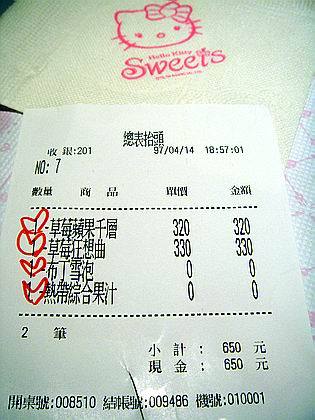 Hello Kitty
Sweets
總表抬頭
收銀:201 97/04/14 18:57:01
NO: 7
數量 商品 單價 金額
草莓蘋果千層 320 320
草莓狂想曲 330 330
布丁雪泡 0 0
熱帶綜合果汁 0 0
2 筆
小計: 650 元
現金: 650 元
開桌號:008510 結帳號:009486 機號:010001